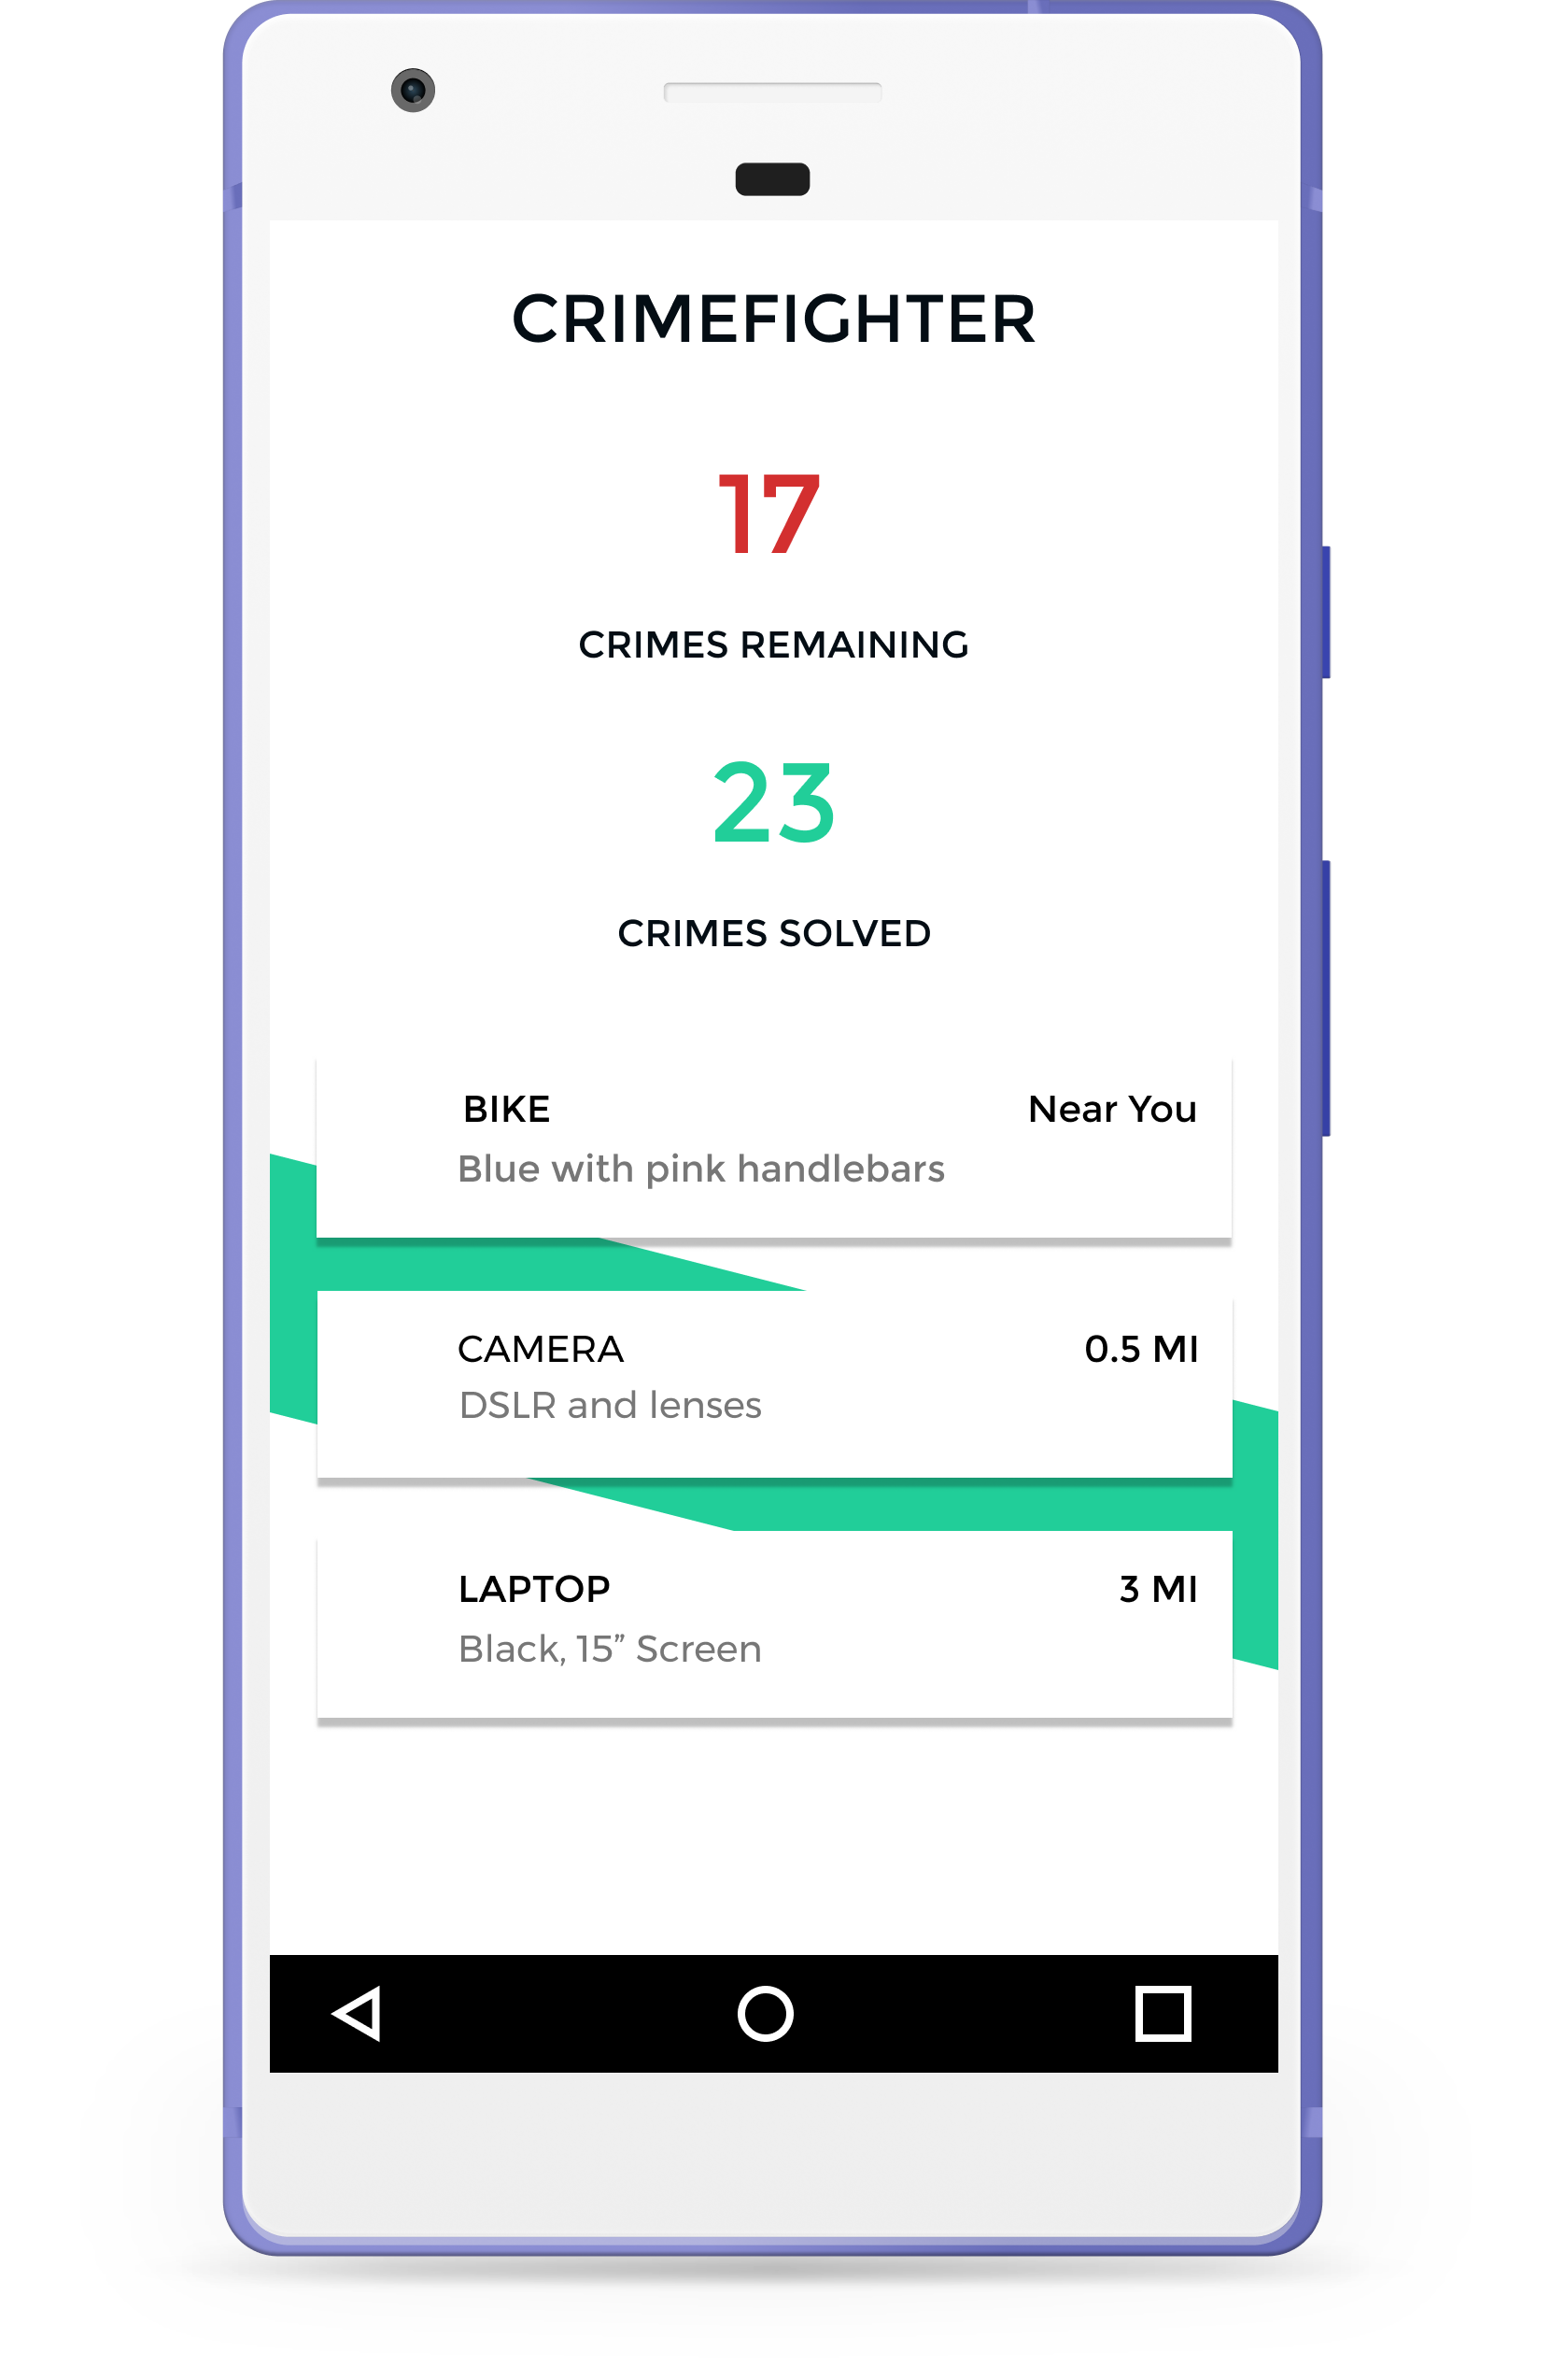 CRIMEFIGHTER
17
CRIMES REMAINING
23
CRIMES SOLVED
BIKE Near You
Blue with pink handlebars
CAMERA 0.5 MI
DSLR and lenses
LAPTOP 3 MI
Black, 15” Screen